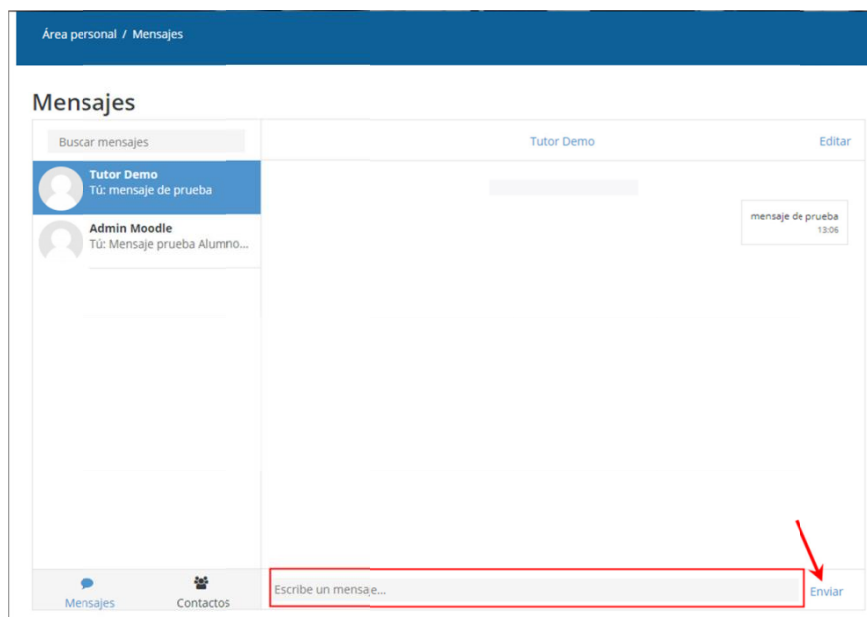 Área personal / Mensajes
Mensajes
Buscar mensajes
Tutor Demo
Editar
Tutor Demo
Tú: mensaje de prueba
Admin Moodle
Tú: Mensaje prueba Alumno...
mensaje de prueba
13:06
Mensajes
Contactos
Escribe un mensaje...
Enviar